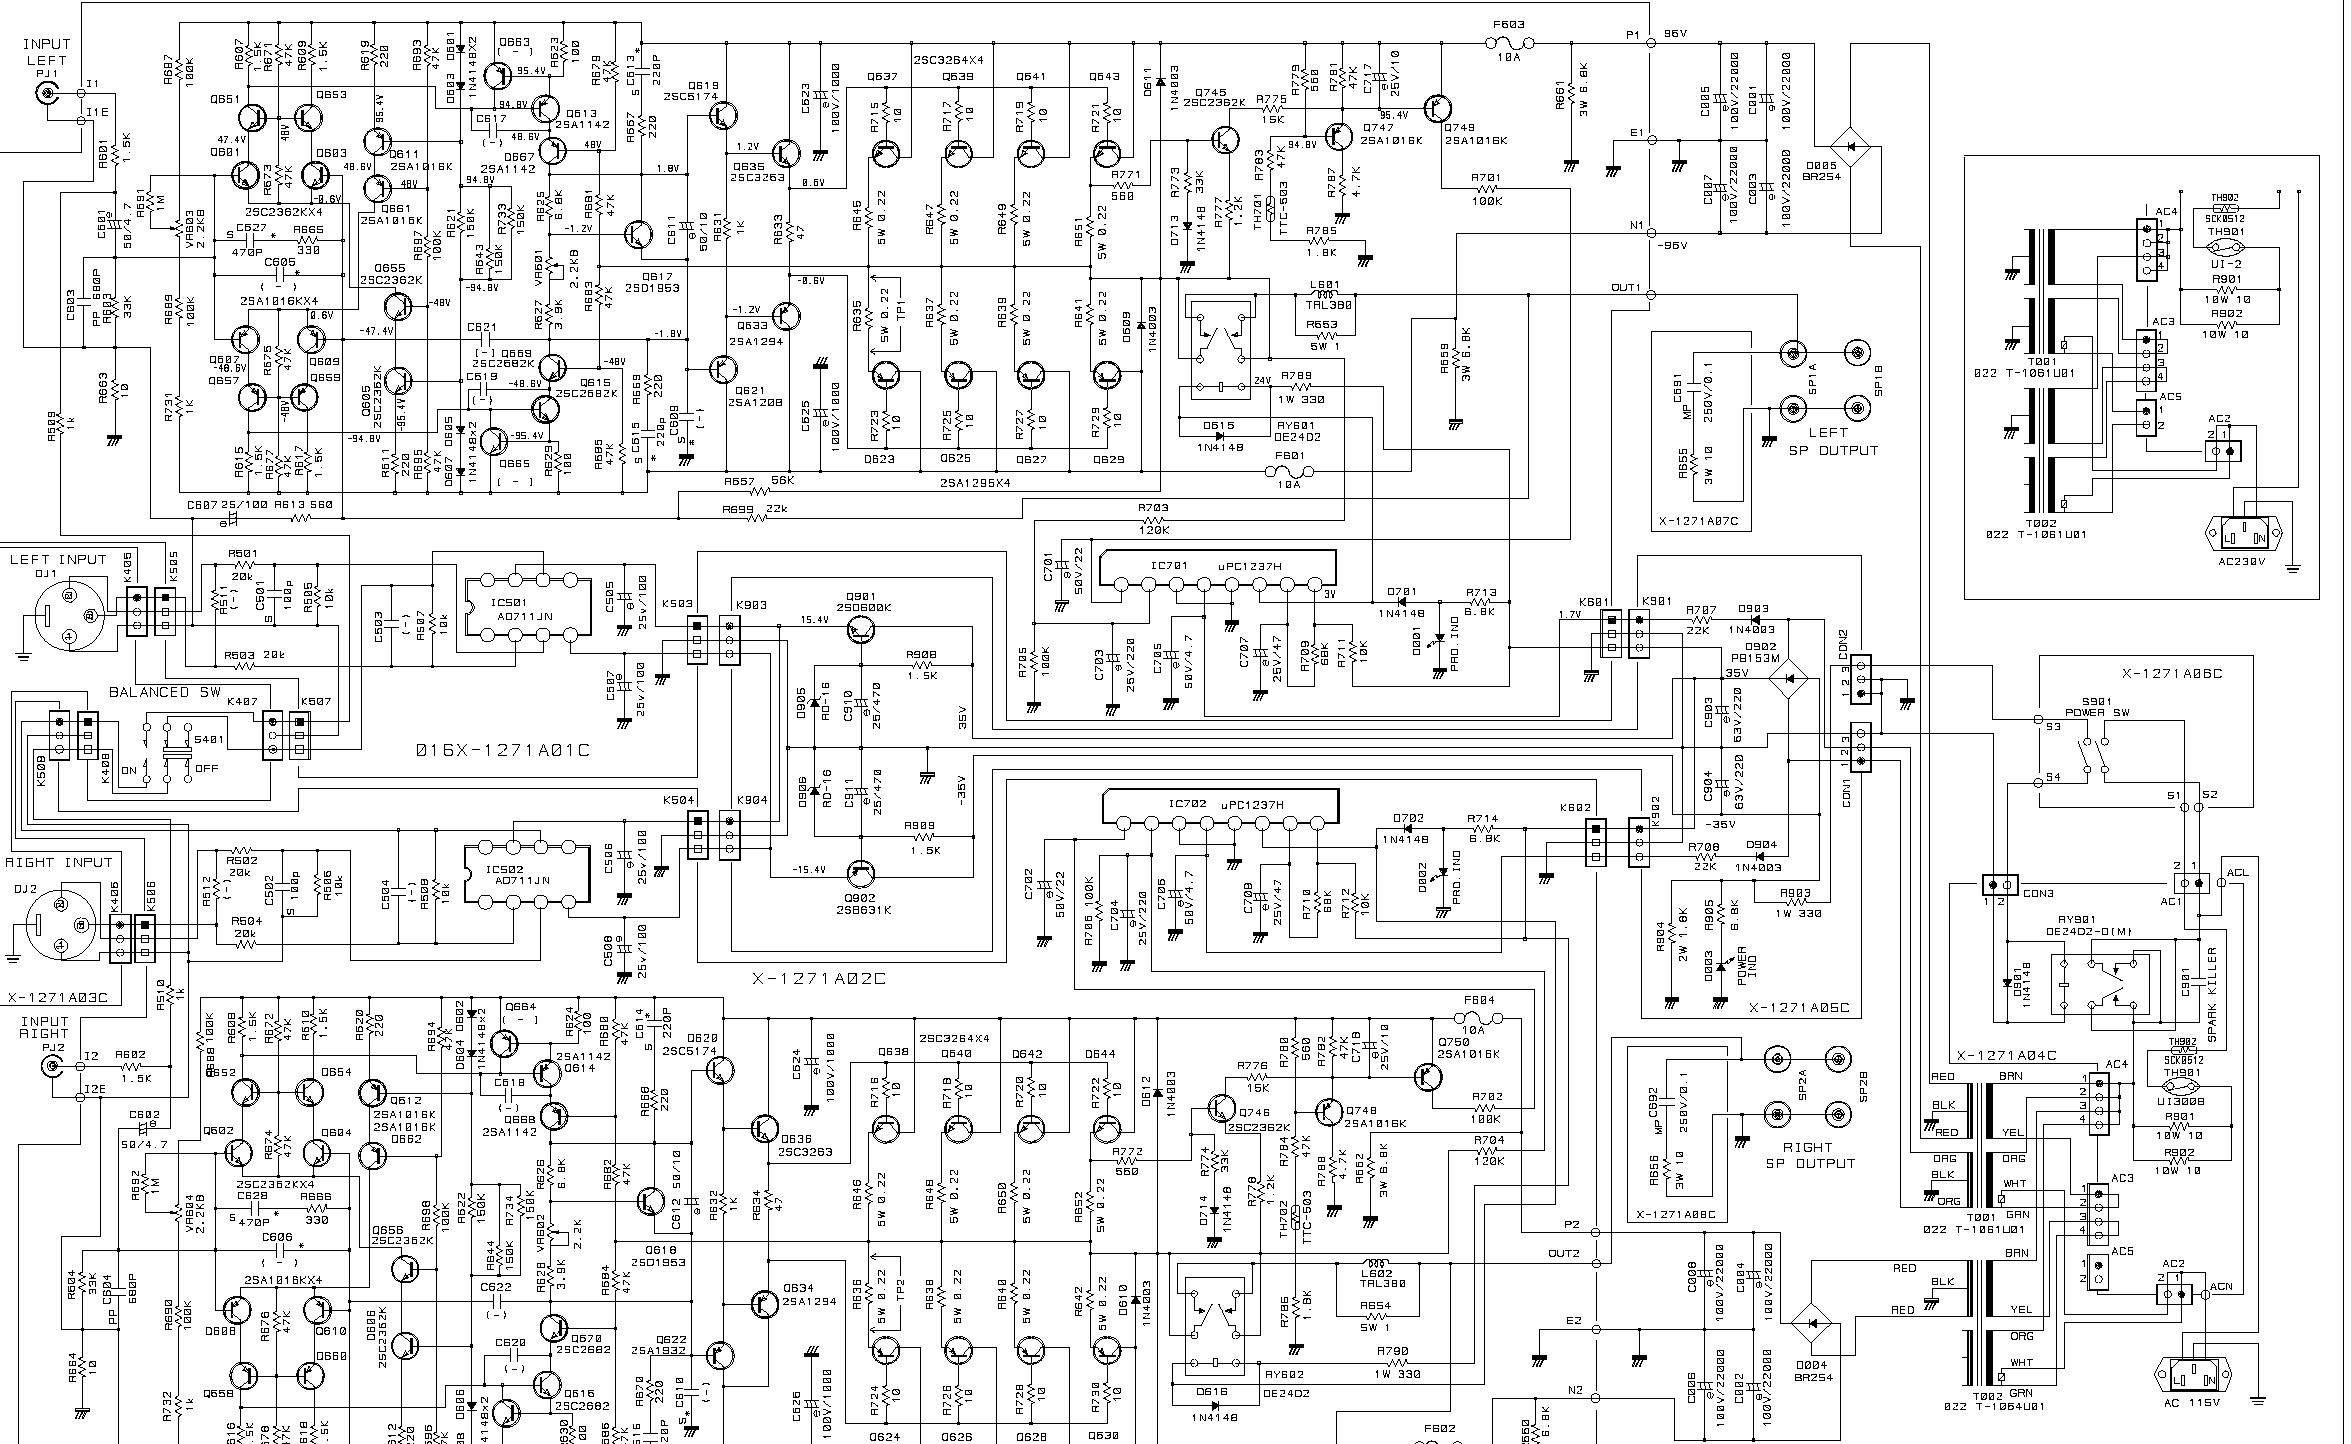 INPUT
LEFT
PJ1
I1
I1E
R687
100K
R607
1.5K
R671
47K
R609
1.5K
R619
220
R693
47K
D601
D603
1N4148X2
Q663
(-)
95.4V
R623
100
R679
47K
C613
220P
Q651
Q653
47.4V
48V
Q601
Q603
R673
47K
-0.6V
2SC2362KX4
95.4V
Q611
2SA1016K
48.6V
48V
Q661
2SA1016K
94.8V
Q613
2SA1142
C617
(-)
48.6V
Q667
2SA1142
48V
R667
220
Q619
2SC5174
1.8V
1.2V
Q635
2SC3263
0.6V
C623
100V/1000
Q637
2SC3264X4
Q639
Q641
Q643
R715
10
R717
10
R719
10
R721
10
D611
1N4003
Q745
2SC2362K
R775
15K
R779
560
R781
47K
C717
25V/10
Q747
2SA1016K
94.8V
95.4V
Q749
2SA1016K
F603
10A
P1
96V
R661
3W 6.8K
C005
100V/22000
C001
100V/22000
E1
D005
BR254
C007
100V/22000
C003
100V/22000
N1
-96V
R601
1.5K
R691
1M
C601
50/4.7
VR603
2.2KB
C627
470P
R665
330
C605
(-)
2SA1016KX4
R621
150K
R733
150K
R643
150K
-94.8V
R625
6.8K
-1.2V
VR601
2.2KB
R627
3.9K
R681
47K
R683
47K
Q617
2SD1953
C611
50/10
R631
1K
R633
47
R645
5W 0.22
R647
5W 0.22
R649
5W 0.22
R651
5W 0.22
R771
560
R773
33K
D713
1N4148
R777
1.2K
R783
47K
TH701
TTC-503
R787
4.7K
R785
1.8K
R701
100K
C603
PP 680P
R603
33K
R689
100K
0.6V
Q607
-48.6V
Q657
R675
47K
Q609
Q659
-48V
Q655
2SC2362K
-48V
-47.4V
R697
100K
Q605
2SC2362K
-95.4V
C621
(-)
Q669
2SC2682K
-48V
C619
(-)
-48.6V
Q615
2SC2682K
-1.8V
-1.2V
Q633
2SA1294
-0.6V
Q621
2SA1208
R635
5W 0.22
TP1
R637
5W 0.22
R639
5W 0.22
R641
5W 0.22
D609
1N4003
L601
TRL380
R653
5W 1
OUT1
R659
3W 6.8K
24V
R789
1W 330
RY601
DE24D2
D615
1N4148
F601
10A
C691
MP 250V/0.1
R655
3W 10
SP1A
SP1B
LEFT
SP OUTPUT
X-1271A07C
R663
10
R509
1k
R731
1K
R615
1.5K
R677
47K
R617
1.5K
-94.8V
R611
220
R695
47K
D605
D607
1N4148x2
Q665
(-)
-95.4V
R629
100
R685
47K
R669
220
C615
220p
C609
(-)
C625
100V/1000
R723
10
R725
10
R727
10
R729
10
Q623
Q625
Q627
Q629
2SA1295X4
R657
56K
R699
22k
C607
25/100
R613
560
R703
120K
TH902
SCK0512
TH901
UI-2
R901
10W 10
R902
10W 10
AC4
AC3
AC5
AC2
T001
022 T-1061U01
T002
022 T-1061U01
AC230V
LEFT INPUT
DJ1
K405
K505
R501
20k
R511
(-)
C501
100p
R505
10k
R503
20k
C503
(-)
R507
10k
IC501
AD711JN
C505
25v/100
C507
25v/100
K503
K903
15.4V
Q901
2SD600K
R908
1.5K
D905
RD-16
C910
25/470
35V
C701
50V/22
IC701
uPC1237H
3V
R705
100K
C703
25V/220
C705
50V/4.7
C707
25V/47
R709
68K
R711
10K
D701
1N4148
R713
6.8K
D001
PRO.IND
1.7V
K601
K901
R707
22K
D903
1N4003
D902
PB153M
35V
C903
63V/220
CON2
BALANCED SW
K508
K408
S401
ON
OFF
K407
K507
016X-1271A01C
D906
RD-16
C911
25/470
-35V
K504
K904
R909
1.5K
-15.4V
Q902
2SB631K
IC702
uPC1237H
C702
50V/22
R706
100K
C704
25V/220
C706
50V/4.7
C708
25V/47
R710
68K
R712
10K
D702
1N4148
R714
6.8K
D002
PRO.IND
K602
K902
C904
63V/220
-35V
CON1
R708
22K
D904
1N4003
R903
1W 330
R904
2W 1.8K
R905
6.8K
D003
POWER
IND
X-1271A05C
X-1271A06C
S901
POWER SW
S3
S4
S1
S2
RIGHT INPUT
DJ2
K406
K506
R502
20k
R512
(-)
C502
100p
R506
10k
R504
20k
C504
(-)
R508
10k
IC502
AD711JN
C506
25v/100
C508
25v/100
X-1271A02C
X-1271A03C
R510
1k
CON3
AC1
ACL
RY901
DE24D2-O(M)
D901
1N4148
C901
SPARK KILLER
X-1271A04C
INPUT
RIGHT
PJ2
I2
I2E
R602
1.5K
C602
50/4.7
R688
100K
R608
1.5K
R672
47K
R610
1.5K
R620
220
R694
47K
D602
D604
1N4148x2
Q664
(-)
R624
100
R680
47K
C614
220P
2SA1142
Q614
C618
(-)
Q668
2SA1142
R668
220
Q620
2SC5174
Q636
2SC3263
C624
100V/1000
Q638
2SC3264X4
Q640
Q642
Q644
R716
10
R718
10
R720
10
R722
10
D612
1N4003
R776
15K
Q746
2SC2362K
R780
560
R782
47K
C718
25V/10
Q748
2SA1016K
Q750
2SA1016K
F604
10A
R702
100K
R704
120K
Q652
Q654
Q602
R674
47K
Q604
2SC2362KX4
Q612
2SA1016K
2SA1016K
Q662
R692
1M
VR604
2.2KB
C628
470P
R666
330
C606
(-)
2SA1016KX4
Q656
2SC2362K
R698
100K
R622
150K
R734
150K
R644
150K
R626
6.8K
VR602
2.2K
R628
3.9K
R682
47K
R684
47K
Q618
2SD1953
C612
50/10
R632
1K
R634
47
R646
5W 0.22
R648
5W 0.22
R650
5W 0.22
R652
5W 0.22
R772
560
R774
33K
D714
1N4148
R778
1.2K
R784
47K
TH702
TTC-503
R788
4.7K
R662
3W 6.8K
R786
1.8K
MP C692
250V/0.1
R656
3W 10
SP2A
SP2B
RIGHT
SP OUTPUT
X-1271A08C
P2
OUT2
E2
N2
L602
TRL380
R654
5W 1
R790
1W 330
RY602
DE24D2
D616
1N4148
F602
R604
33K
C604
PP 680P
R690
100K
R664
10
R732
1k
Q608
R676
47K
Q610
Q658
Q660
Q606
2SC2362K
C622
(-)
Q670
2SC2682
C620
(-)
Q616
2SC2682
D606
Q622
2SA1932
Q634
2SA1294
R670
220
C610
(-)
C626
100V/1000
R636
5W 0.22
TP2
R638
5W 0.22
R640
5W 0.22
R642
5W 0.22
D610
1N4003
R724
10
R726
10
R728
10
R730
10
Q624
Q626
Q628
Q630
C008
100V/22000
C004
100V/22000
C006
100V/22000
C002
100V/22000
D004
BR254
RED
BLK
RED
ORG
BLK
ORG
BRN
YEL
ORG
WHT
GRN
T001
022 T-1061U01
AC4
AC3
AC5
AC2
ACN
TH902
SCK0512
TH901
UI3008
R901
10W 10
R902
10W 10
RED
BLK
RED
BRN
YEL
ORG
WHT
GRN
T002
022 T-1064U01
AC 115V